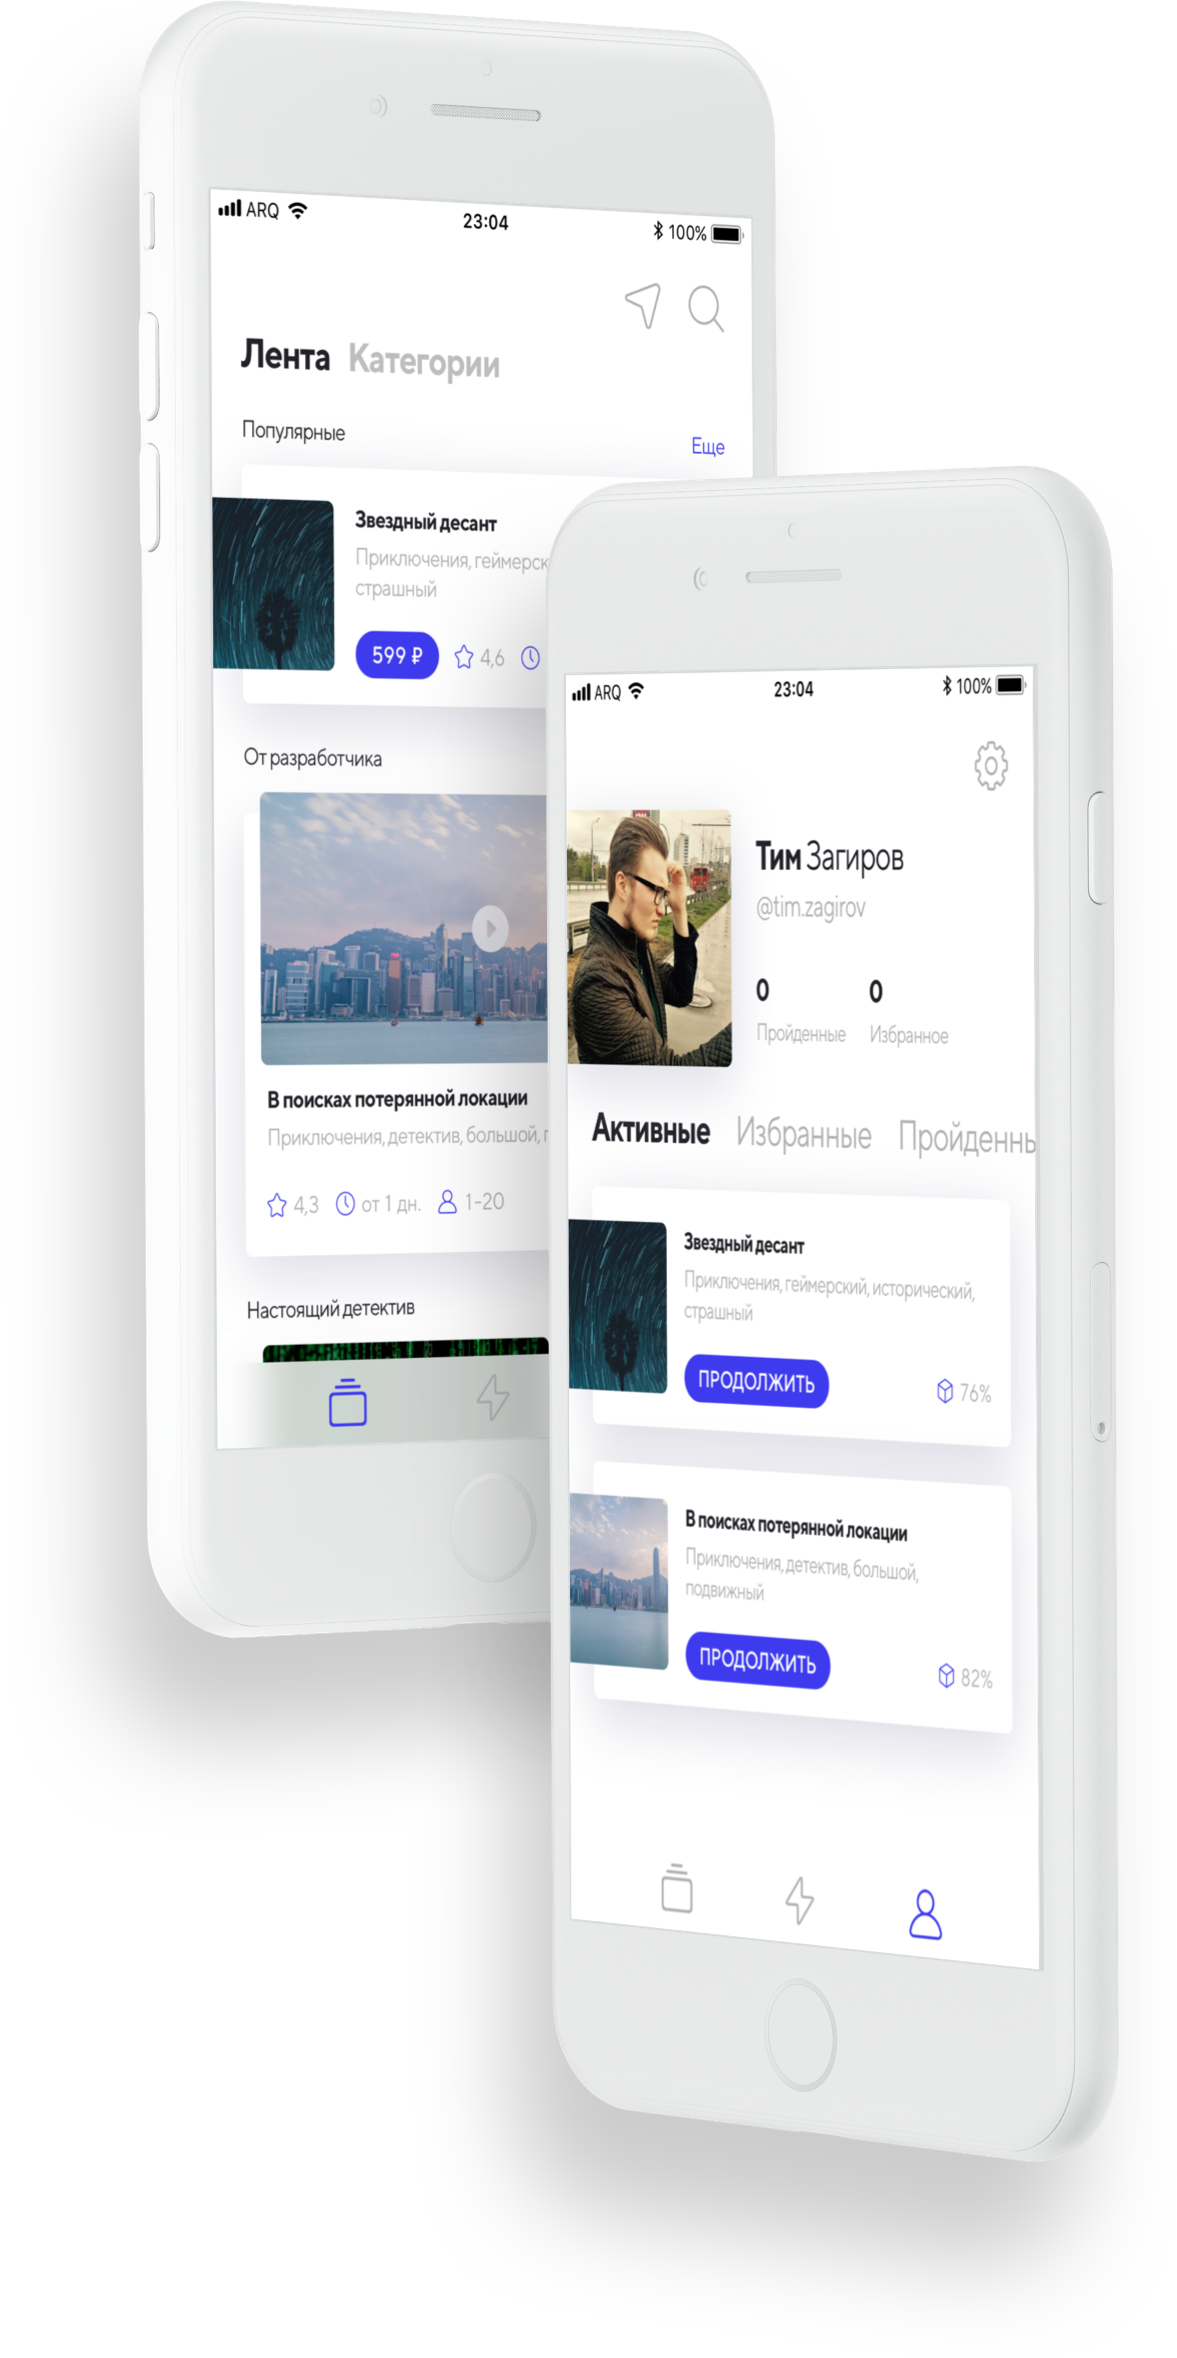 ARQ 23:04 100%
Лента Категории
Популярные Еще
Звездный десант
Приключения, геймерск
страшный
599 ₽ 4,6
От разработчика
В поисках потерянной локации
Приключения, детектив, большой,
4,3 от 1 дн. 1-20
Настоящий детектив
ARQ 23:04 100%
Тим Загиров
@tim.zagirov
0 0
Пройденные Избранное
Активные Избранные Пройденны
Звездный десант
Приключения, геймерский, исторический,
страшный
ПРОДОЛЖИТЬ 76%
В поисках потерянной локации
Приключения, детектив, большой,
подвижный
ПРОДОЛЖИТЬ 82%